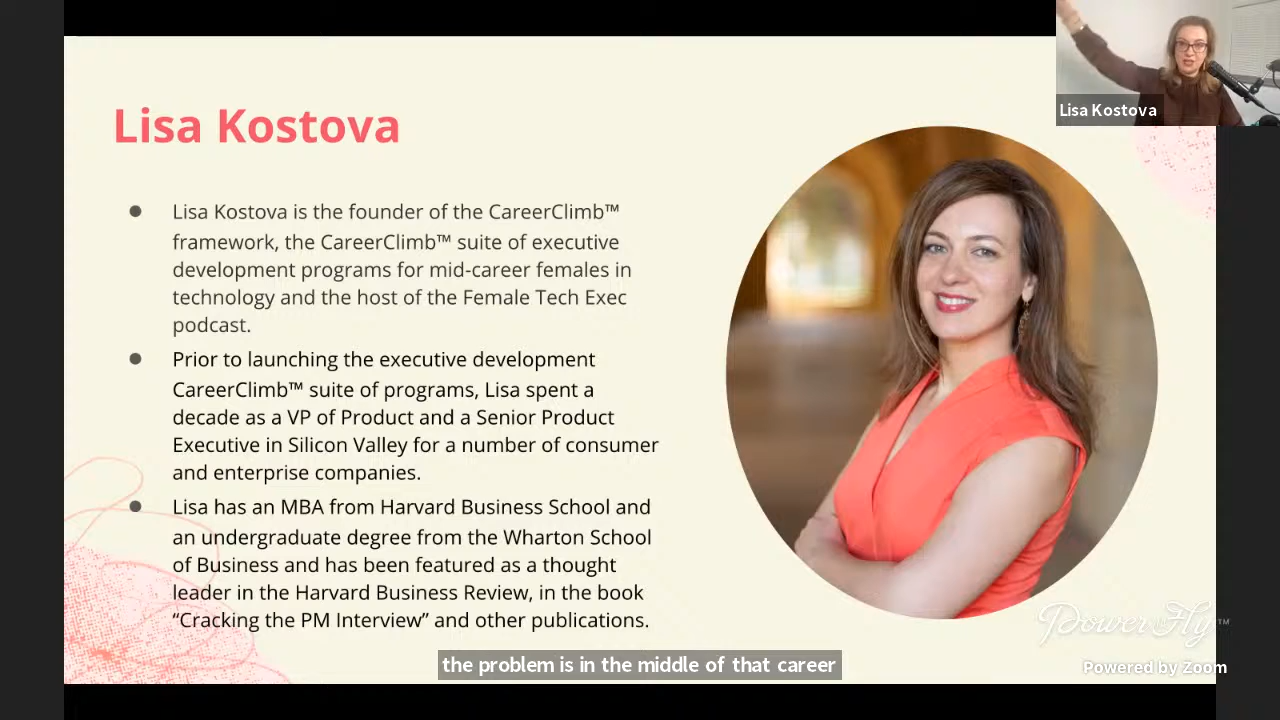 Lisa Kostova
Lisa Kostova
● Lisa Kostova is the founder of the CareerClimb™
framework, the CareerClimb™ suite of executive
development programs for mid-career females in
technology and the host of the Female Tech Exec
podcast.
● Prior to launching the executive development
CareerClimb™ suite of programs, Lisa spent a
decade as a VP of Product and a Senior Product
Executive in Silicon Valley for a number of consumer
and enterprise companies.
● Lisa has an MBA from Harvard Business School and
an undergraduate degree from the Wharton School
of Business and has been featured as a thought
leader in the Harvard Business Review, in the book
“Cracking the PM Interview” and other publications.
PowerToFly™
the problem is in the middle of that career
Powered by Zoom